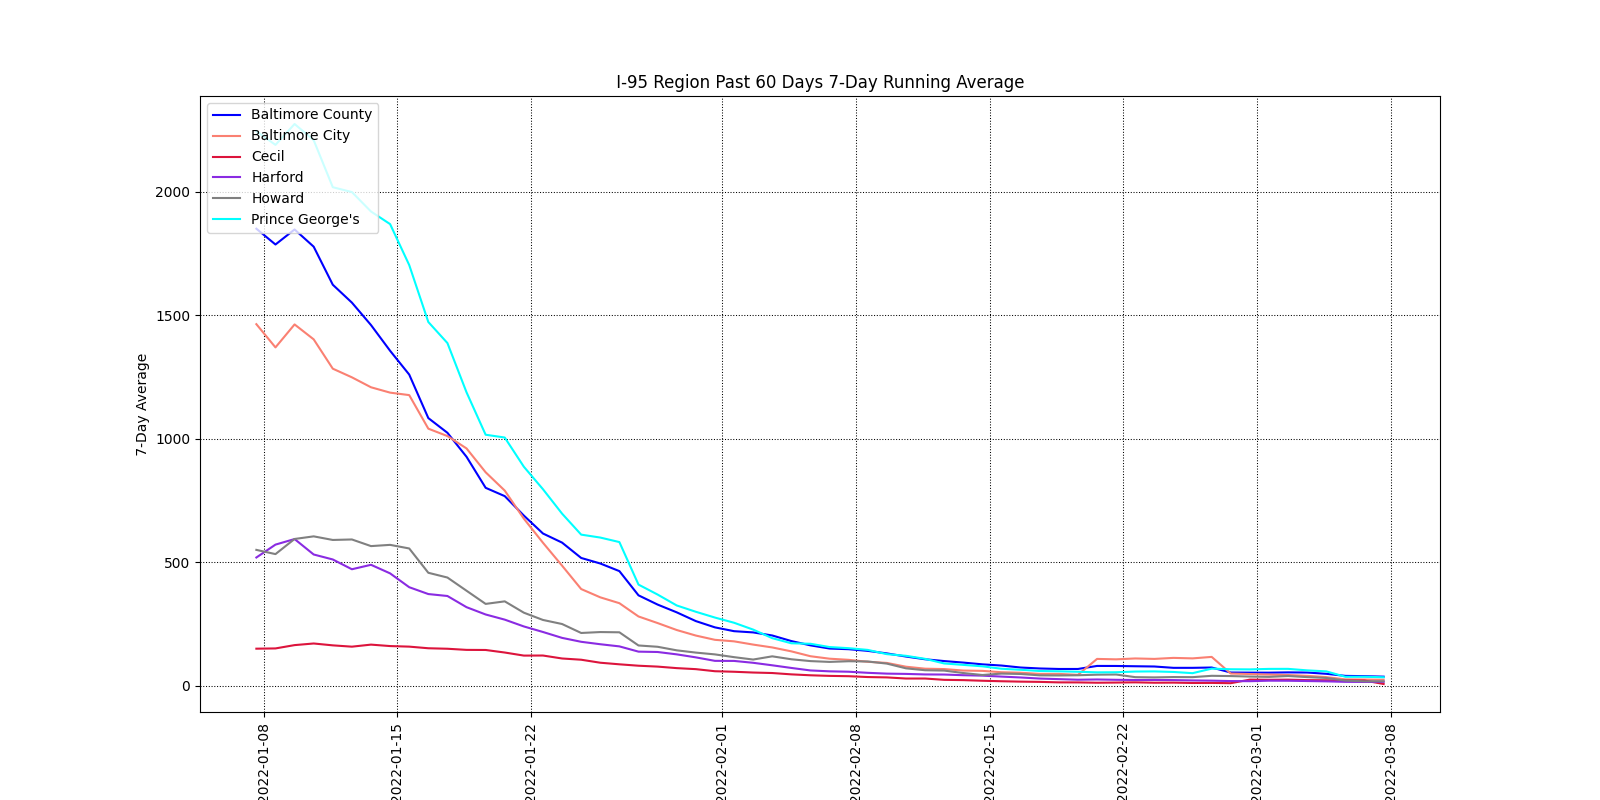 I-95 Region Past 60 Days 7-Day Running Average
Baltimore County
Baltimore City
Cecil
Harford
Howard
Prince George's
7-Day Average
2000
1500
1000
500
0
2022-01-08
2022-01-15
2022-01-22
2022-02-01
2022-02-08
2022-02-15
2022-02-22
2022-03-01
2022-03-08